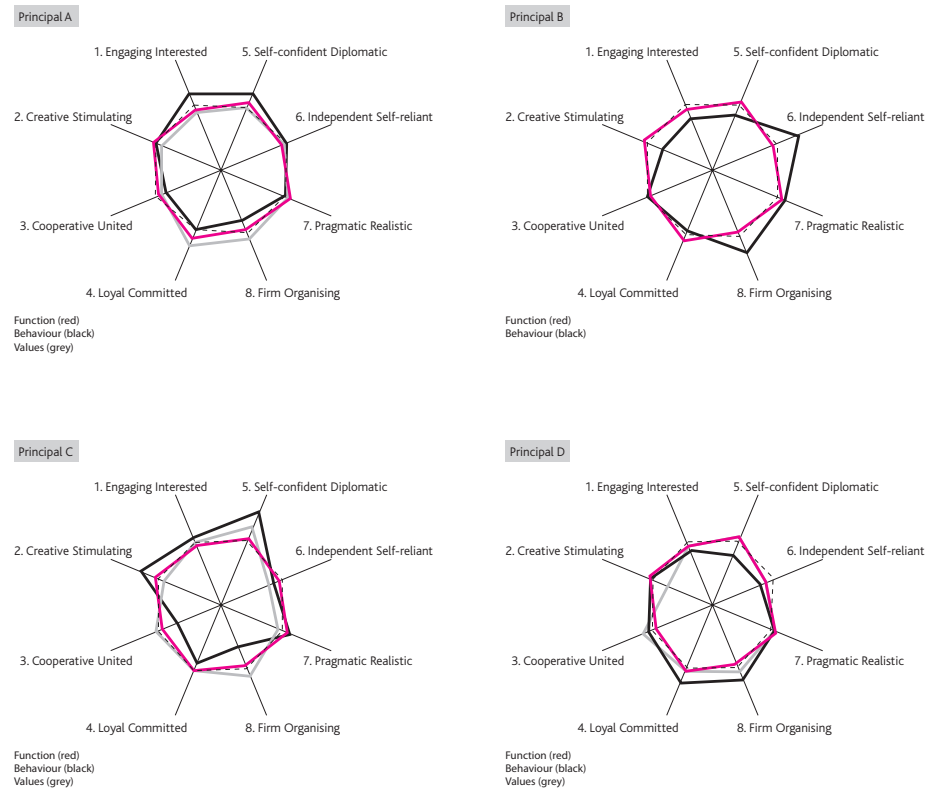 Principal A
1. Engaging Interested
5. Self-confident Diplomatic
2. Creative Stimulating
6. Independent Self-reliant
3. Cooperative United
7. Pragmatic Realistic
4. Loyal Committed
8. Firm Organising
Function (red)
Behaviour (black)
Values (grey)
Principal B
1. Engaging Interested
5. Self-confident Diplomatic
2. Creative Stimulating
6. Independent Self-reliant
3. Cooperative United
7. Pragmatic Realistic
4. Loyal Committed
8. Firm Organising
Function (red)
Behaviour (black)
Principal C
1. Engaging Interested
5. Self-confident Diplomatic
2. Creative Stimulating
6. Independent Self-reliant
3. Cooperative United
7. Pragmatic Realistic
4. Loyal Committed
8. Firm Organising
Function (red)
Behaviour (black)
Values (grey)
Principal D
1. Engaging Interested
5. Self-confident Diplomatic
2. Creative Stimulating
6. Independent Self-reliant
3. Cooperative United
7. Pragmatic Realistic
4. Loyal Committed
8. Firm Organising
Function (red)
Behaviour (black)
Values (grey)